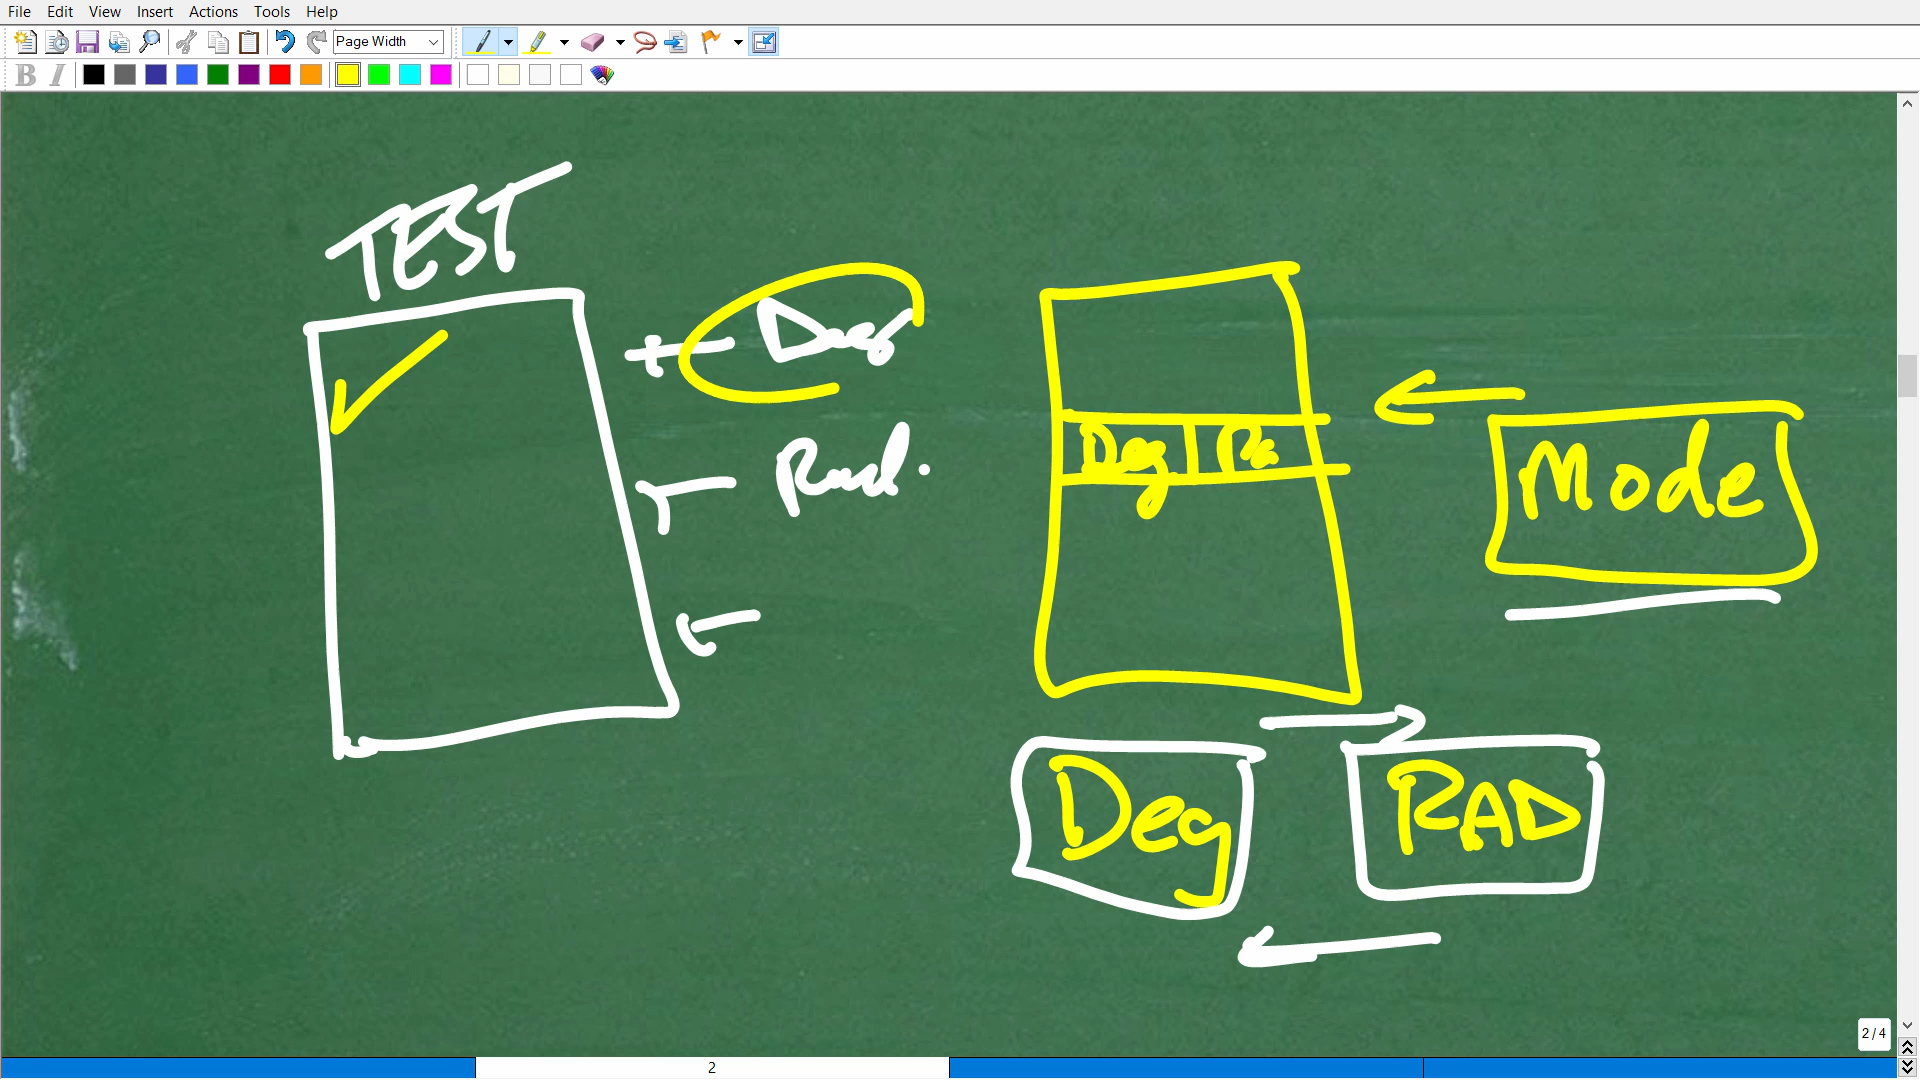 File Edit View Insert Actions Tools Help
Page Width
B I
TEST
Deg
Rad.
Deg Ra
Mode
Deg RAD
2 / 4
2